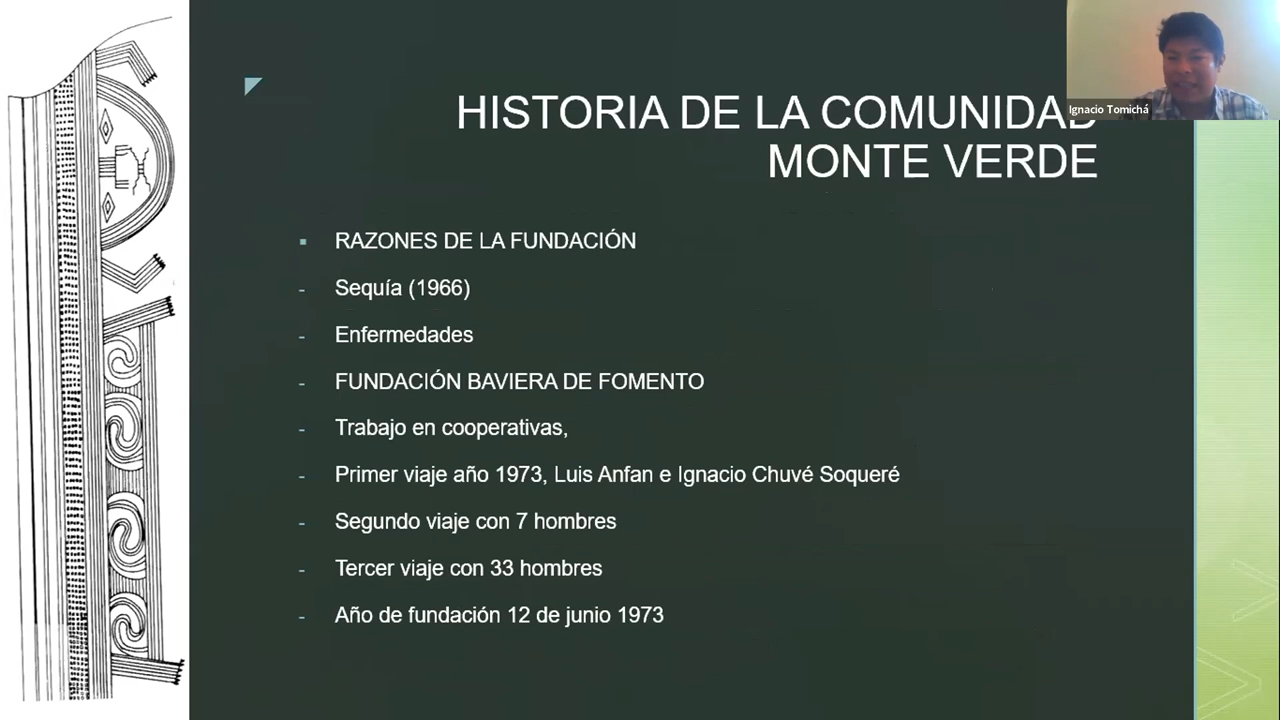 HISTORIA DE LA COMUNIDAD
MONTE VERDE
Ignacio Tomichá
▪ RAZONES DE LA FUNDACIÓN
- Sequía (1966)
- Enfermedades
- FUNDACIÓN BAVIERA DE FOMENTO
- Trabajo en cooperativas,
- Primer viaje año 1973, Luis Anfan e Ignacio Chuvé Soqueré
- Segundo viaje con 7 hombres
- Tercer viaje con 33 hombres
- Año de fundación 12 de junio 1973